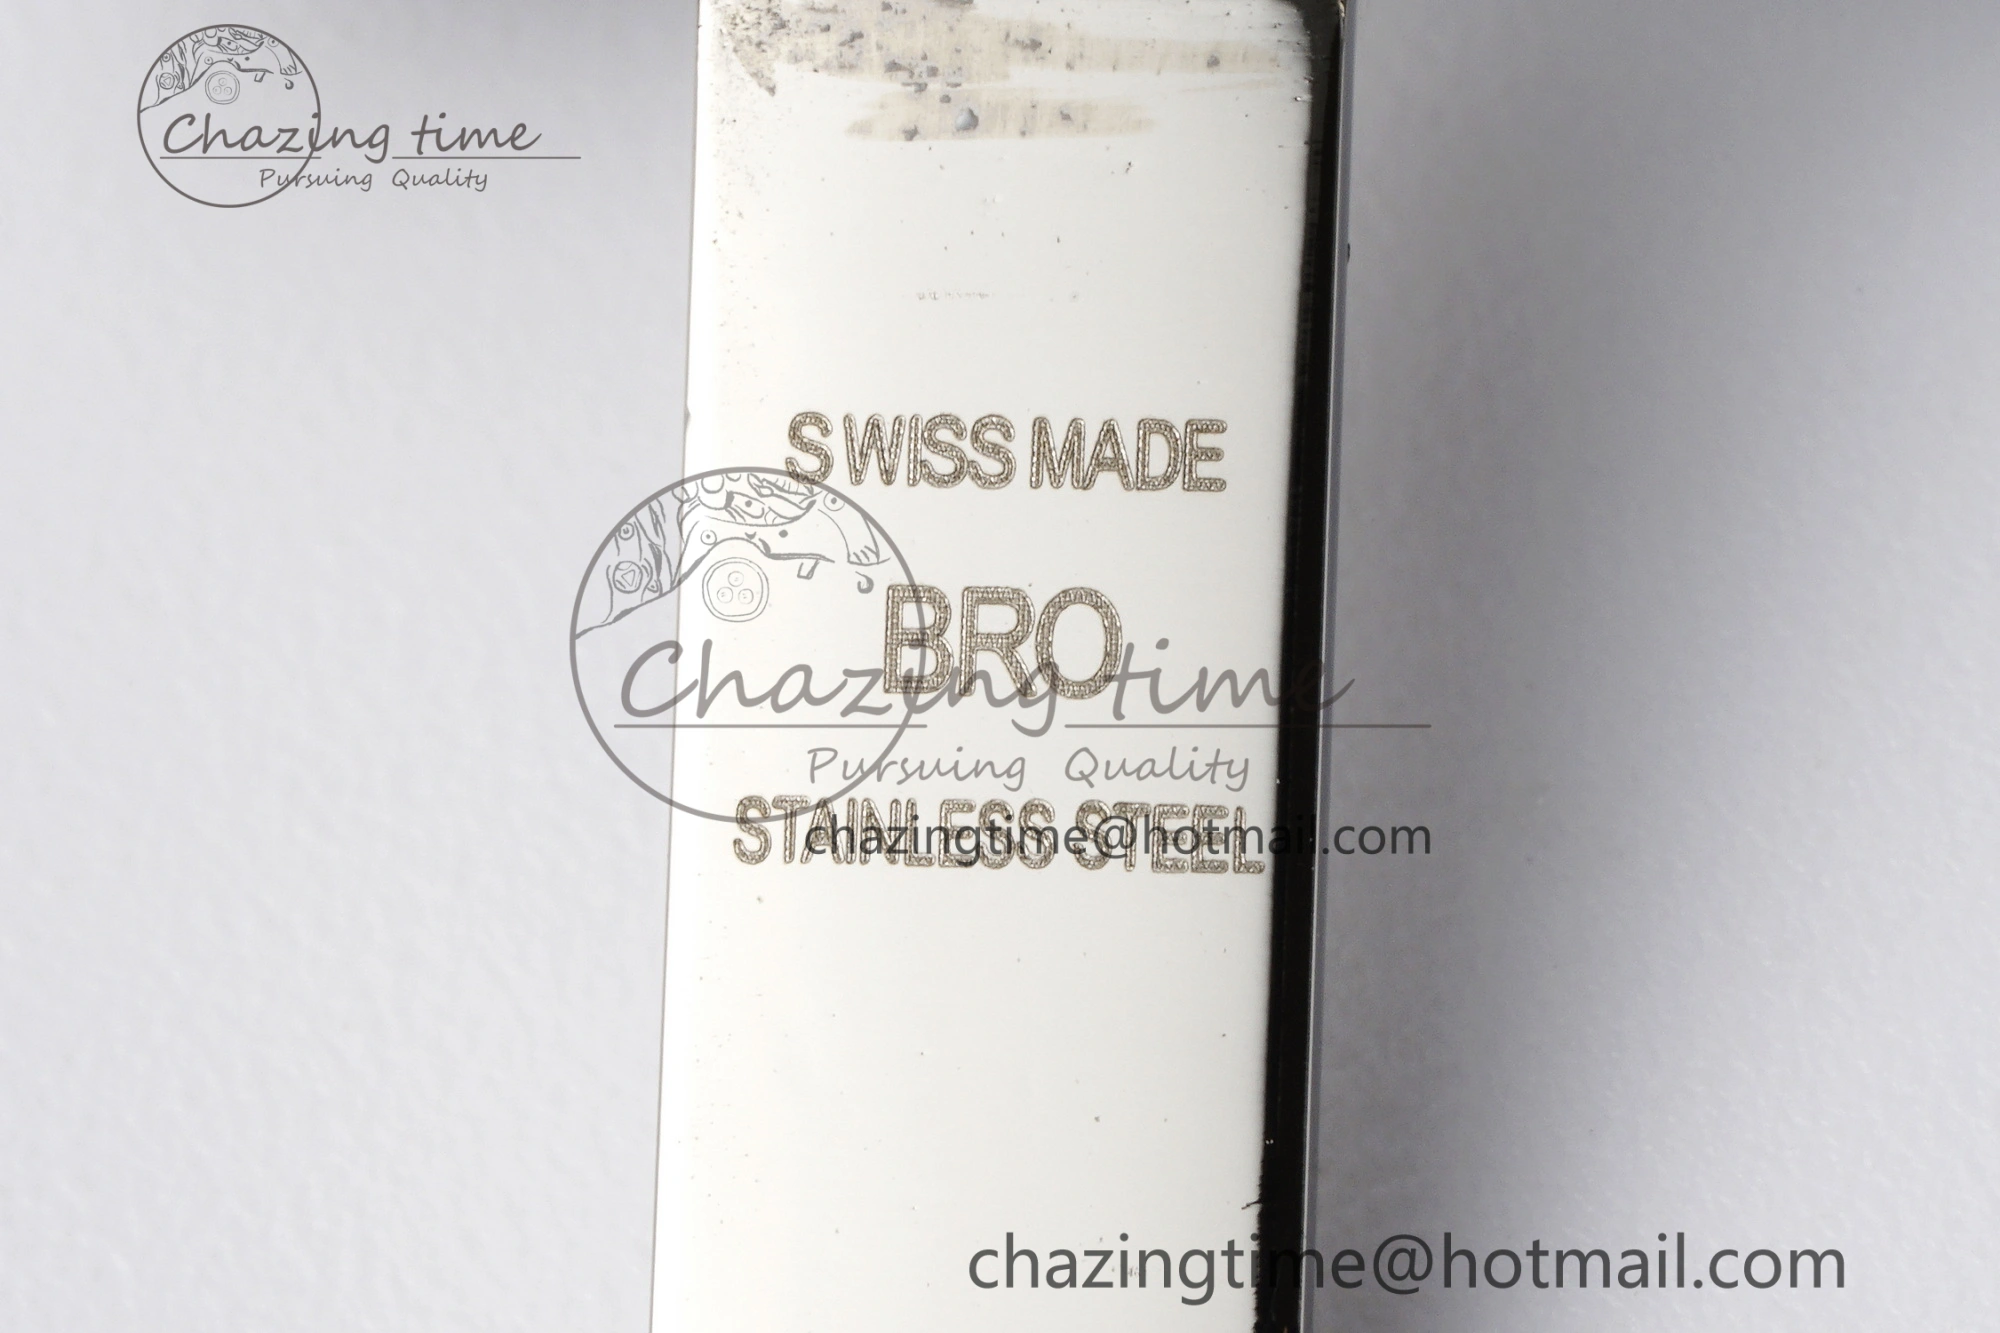 Chazing time
Pursuing Quality
SWISS MADE
BRO
Chazing time
Pursuing Quality
STAINLESS STEEL
chazingtime@hotmail.com
chazingtime@hotmail.com